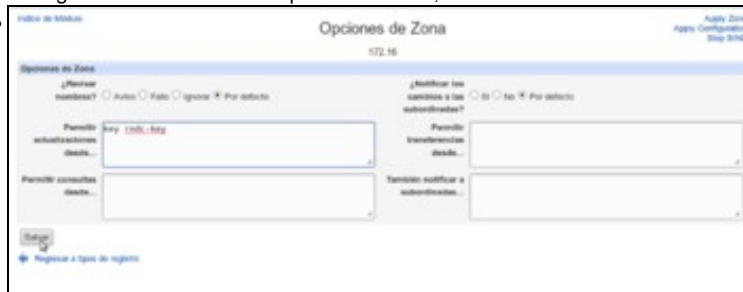 Índice de Módulo
Opciones de Zona
Apply Zone
Apply Configuration
Stop BIND
172.16
Opciones de Zona
¿Revisar nombres? Aviso Fallo Ignorar Por defecto
¿Notificar los cambios a las subordinadas? Sí No Por defecto
Permitir actualizaciones desde... key rndc-key
Permitir transferencias desde...
Permitir consultas desde...
También notificar a subordinadas...
Salvar
Regresar a tipos de registro